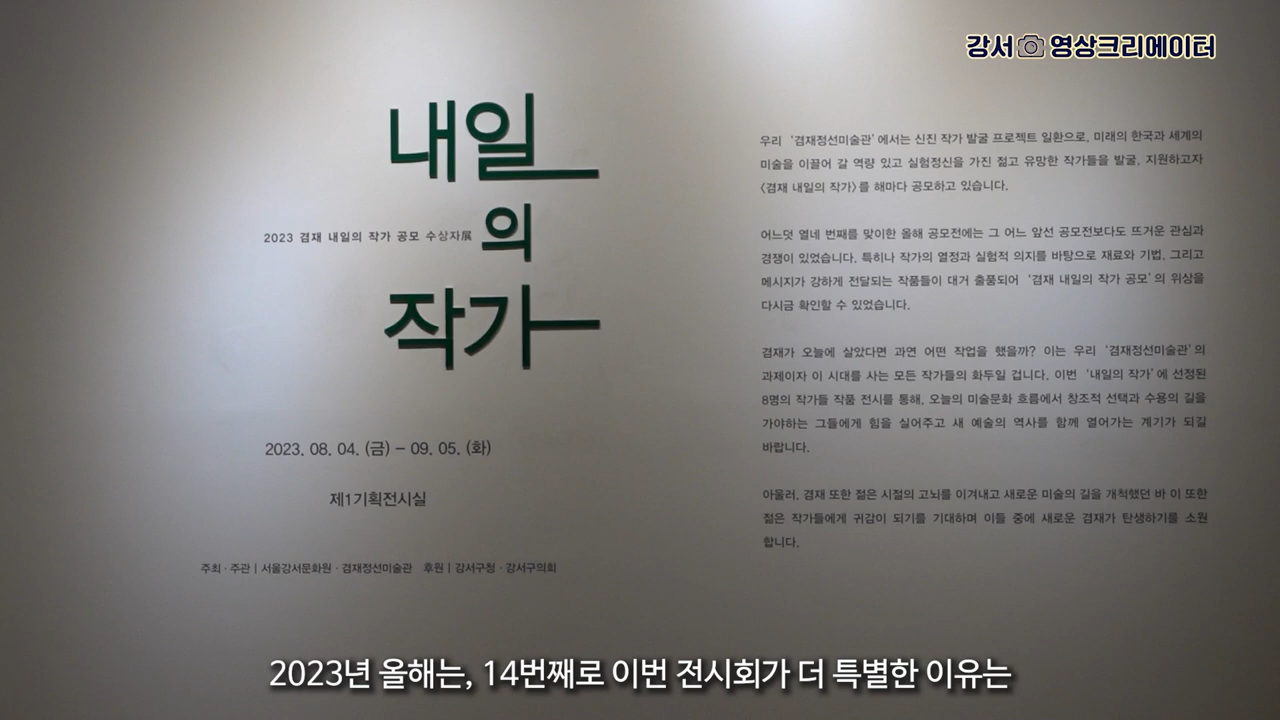 강서 영상크리에이터
내일
2023 겸재 내일의 작가 공모 수상자展
의
작가
2023. 08. 04. (금) – 09. 05. (화)
제1기획전시실
주최·주관 | 서울강서문화원·겸재정선미술관 후원 | 강서구청·강서구의회
우리 '겸재정선미술관'에서는 신진 작가 발굴 프로젝트 일환으로, 미래의 한국과 세계의
미술을 이끌어 갈 역량 있고 실험정신을 가진 젊고 유망한 작가들을 발굴, 지원하고자
〈겸재 내일의 작가〉를 해마다 공모하고 있습니다.
어느덧 열네 번째를 맞이한 올해 공모전에는 그 어느 앞선 공모전보다도 뜨거운 관심과
경쟁이 있었습니다. 특히나 작가의 열정과 실험적 의지를 바탕으로 재료와 기법, 그리고
메시지가 강하게 전달되는 작품들이 대거 출품되어 '겸재 내일의 작가 공모'의 위상을
다시금 확인할 수 있었습니다.
겸재가 오늘에 살았다면 과연 어떤 작업을 했을까? 이는 우리 '겸재정선미술관'의
과제이자 이 시대를 사는 모든 작가들의 화두일 겁니다. 이번 '내일의 작가'에 선정된
8명의 작가들 작품 전시를 통해, 오늘의 미술문화 흐름에서 창조적 선택과 수용의 길을
가야하는 그들에게 힘을 실어주고 새 예술의 역사를 함께 열어가는 계기가 되길
바랍니다.
아울러, 겸재 또한 젊은 시절의 고뇌를 이겨내고 새로운 미술의 길을 개척했던 바 이 또한
젊은 작가들에게 귀감이 되기를 기대하며 이들 중에 새로운 겸재가 탄생하기를 소원
합니다.
2023년 올해는, 14번째로 이번 전시회가 더 특별한 이유는